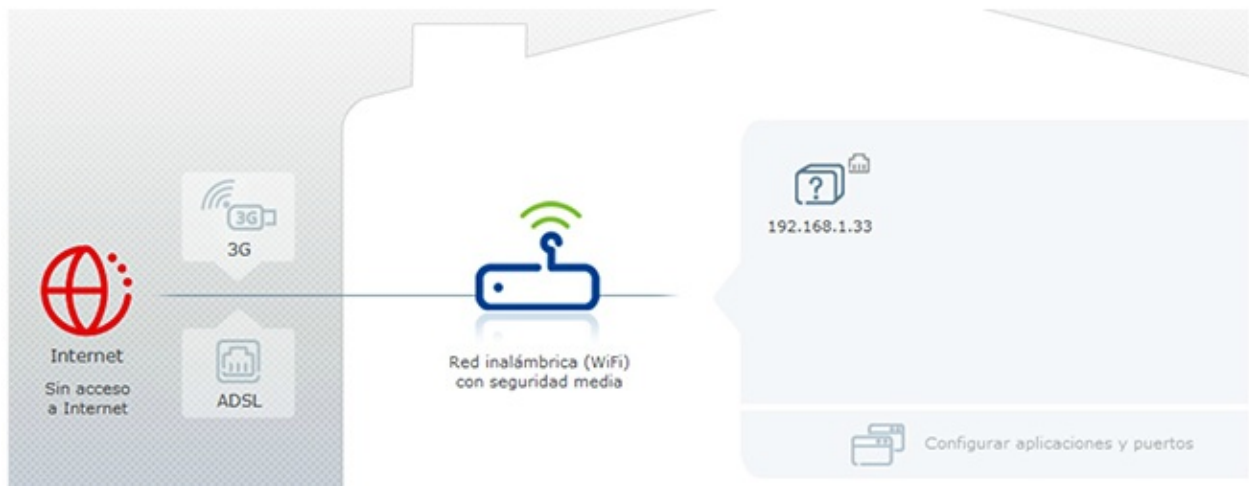 3G
3G
Internet
Sin acceso
a Internet
ADSL
Red inalámbrica (WiFi)
con seguridad media
?
192.168.1.33
Configurar aplicaciones y puertos